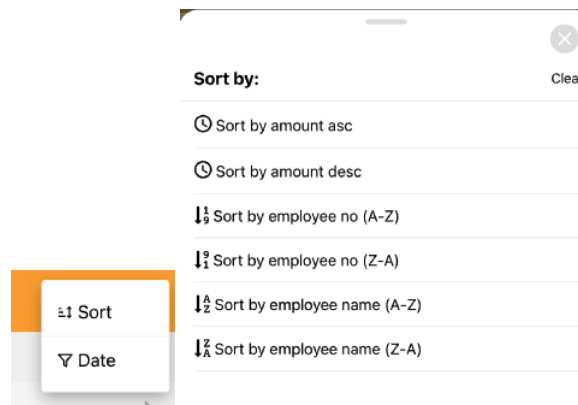 Sort by:
Clea
Sort by amount asc
Sort by amount desc
Sort by employee no (A-Z)
Sort by employee no (Z-A)
Sort by employee name (A-Z)
Sort by employee name (Z-A)
Sort
Date